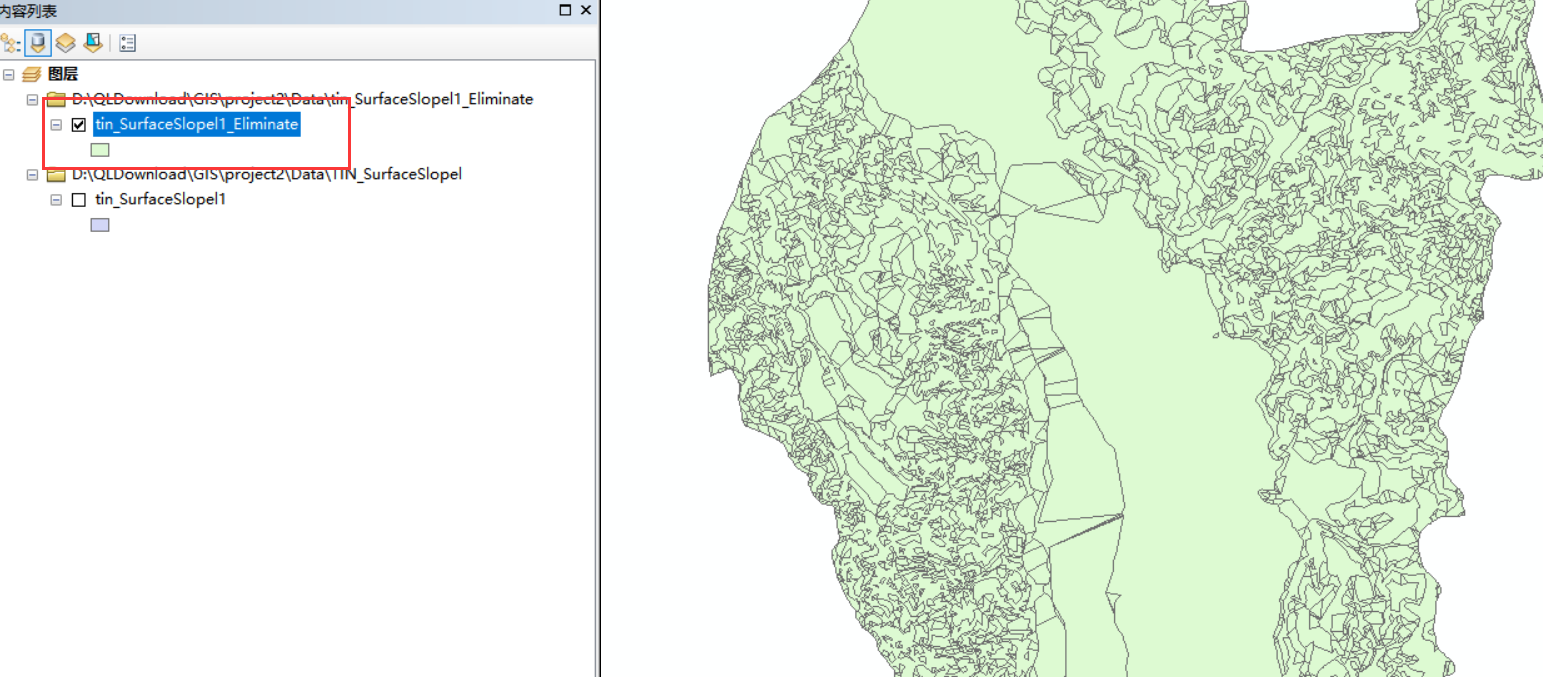 内容列表
图层
D:\QLDownload\GIS\project2\Data\tin_SurfaceSlopel1_Eliminate
tin_SurfaceSlopel1_Eliminate
D:\QLDownload\GIS\project2\Data\TIN_SurfaceSlopel
tin_SurfaceSlopel1